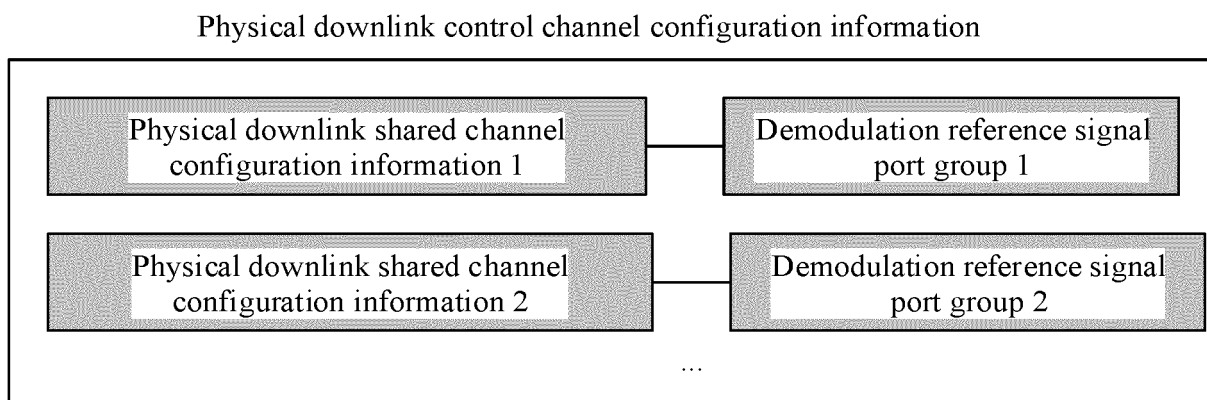 Physical downlink control channel configuration information
Physical downlink shared channel
configuration information 1
Demodulation reference signal
port group 1
Physical downlink shared channel
configuration information 2
Demodulation reference signal
port group 2
...